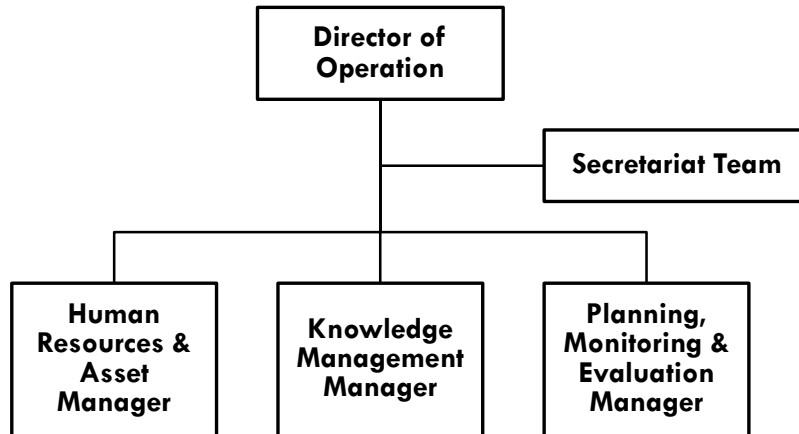 Director of
Operation
Secretariat Team
Human
Resources &
Asset
Manager
Knowledge
Management
Manager
Planning,
Monitoring &
Evaluation
Manager